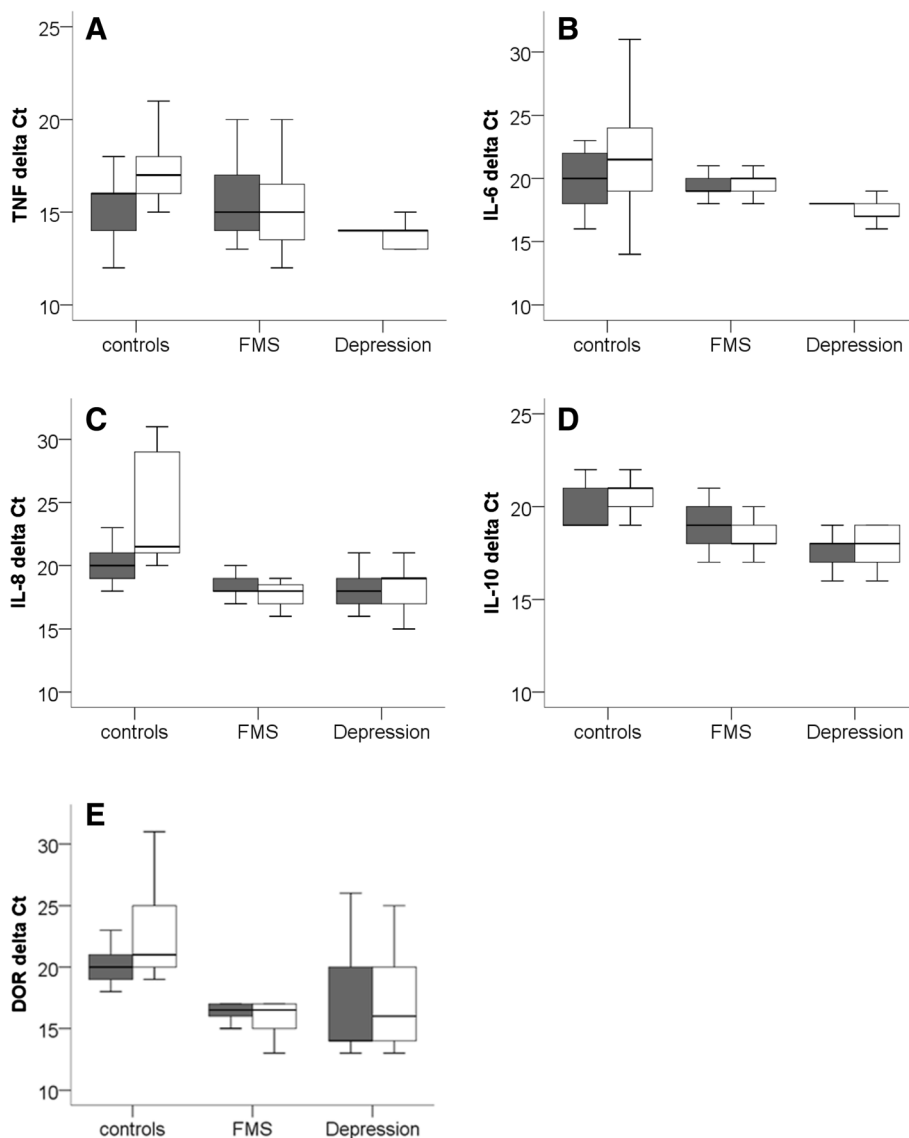 A
TNF delta Ct
25
20
15
10
controls FMS Depression
B
IL-6 delta Ct
30
25
20
15
10
controls FMS Depression
C
IL-8 delta Ct
30
25
20
15
10
controls FMS Depression
D
IL-10 delta Ct
25
20
15
10
controls FMS Depression
E
DOR delta Ct
30
25
20
15
10
controls FMS Depression